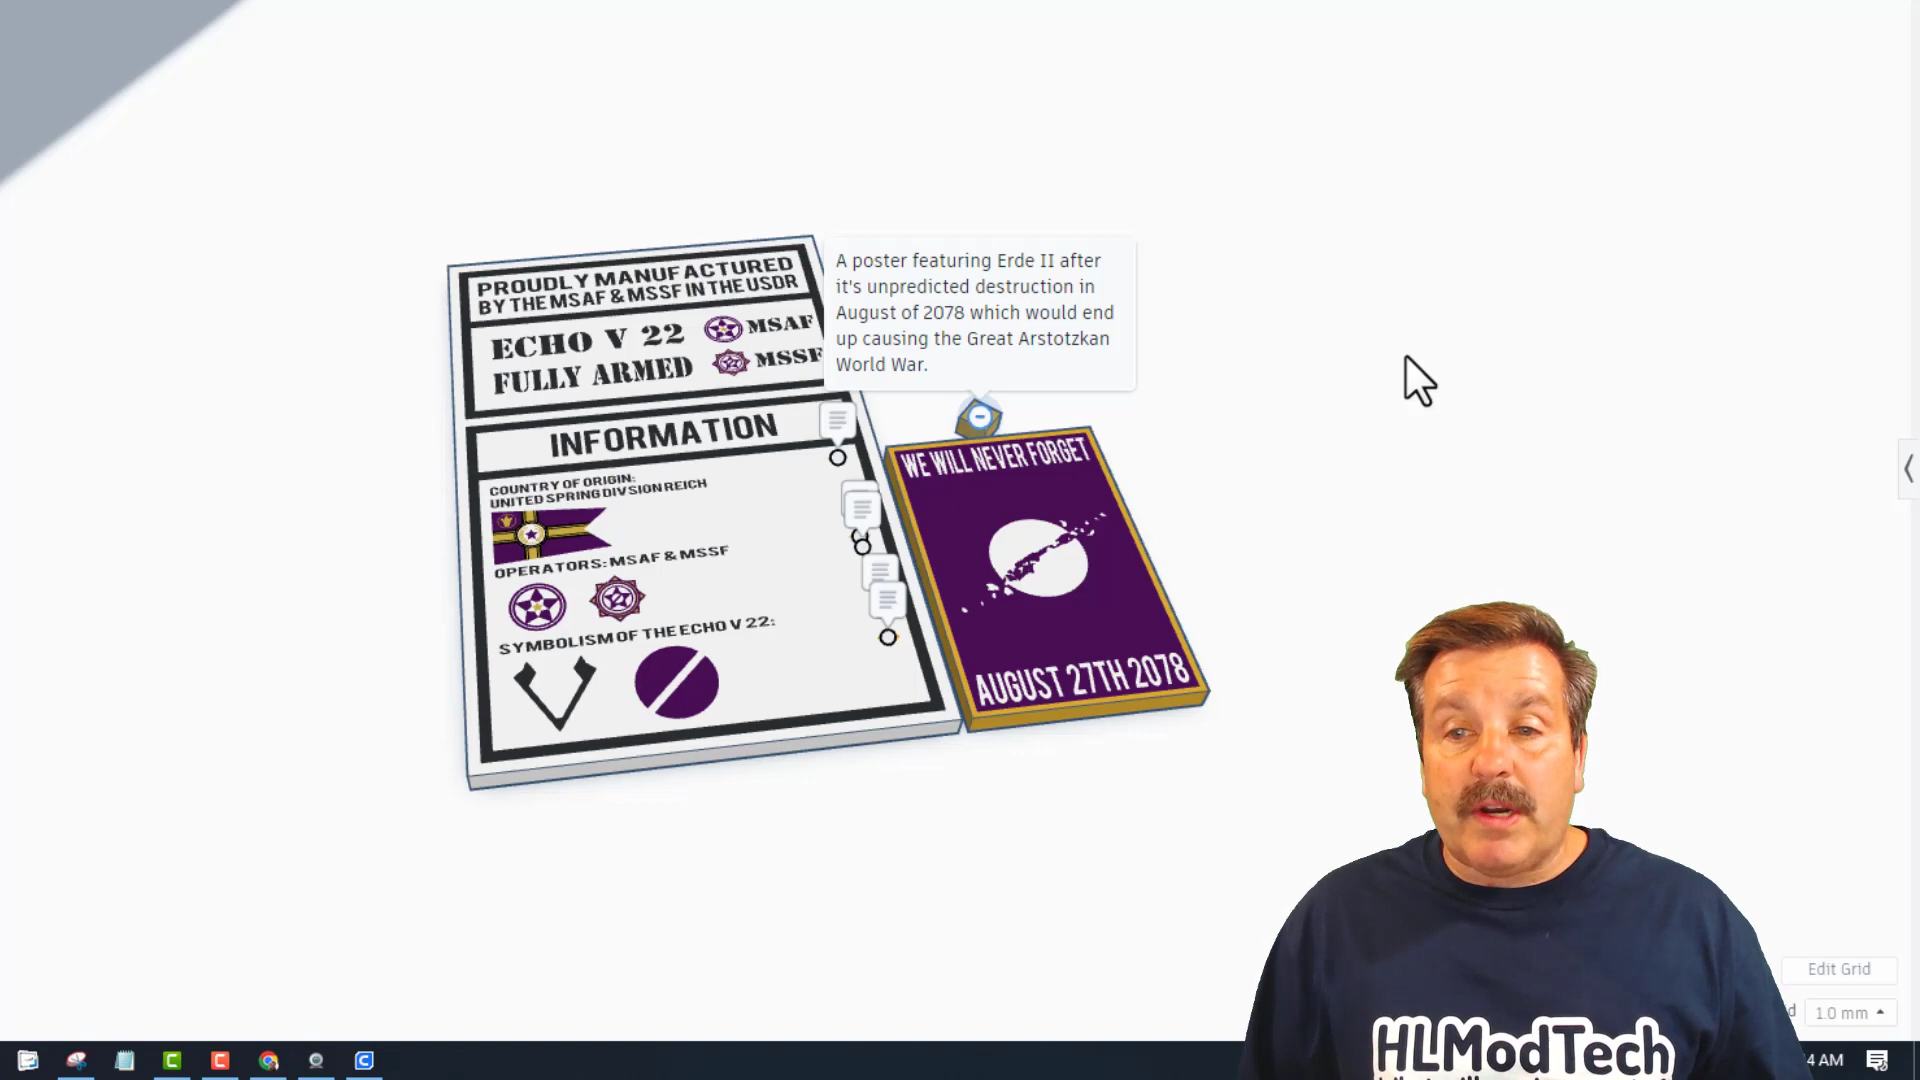 PROUDLY MANUFACTURED
BY THE MSAF & MSSF IN THE USDR
ECHO V 22
FULLY ARMED
MSAF
MSSF
INFORMATION
COUNTRY OF ORIGIN:
UNITED SPRING DIVSION REICH
OPERATORS: MSAF & MSSF
SYMBOLISM OF THE ECHO V 22:
A poster featuring Erde II after
it's unpredicted destruction in
August of 2078 which would end
up causing the Great Arstotzkan
World War.
WE WILL NEVER FORGET
AUGUST 27TH 2078
Edit Grid
1.0 mm
4 AM
HLModTech